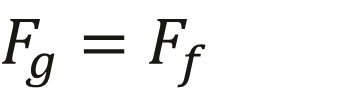 F_g = F_f